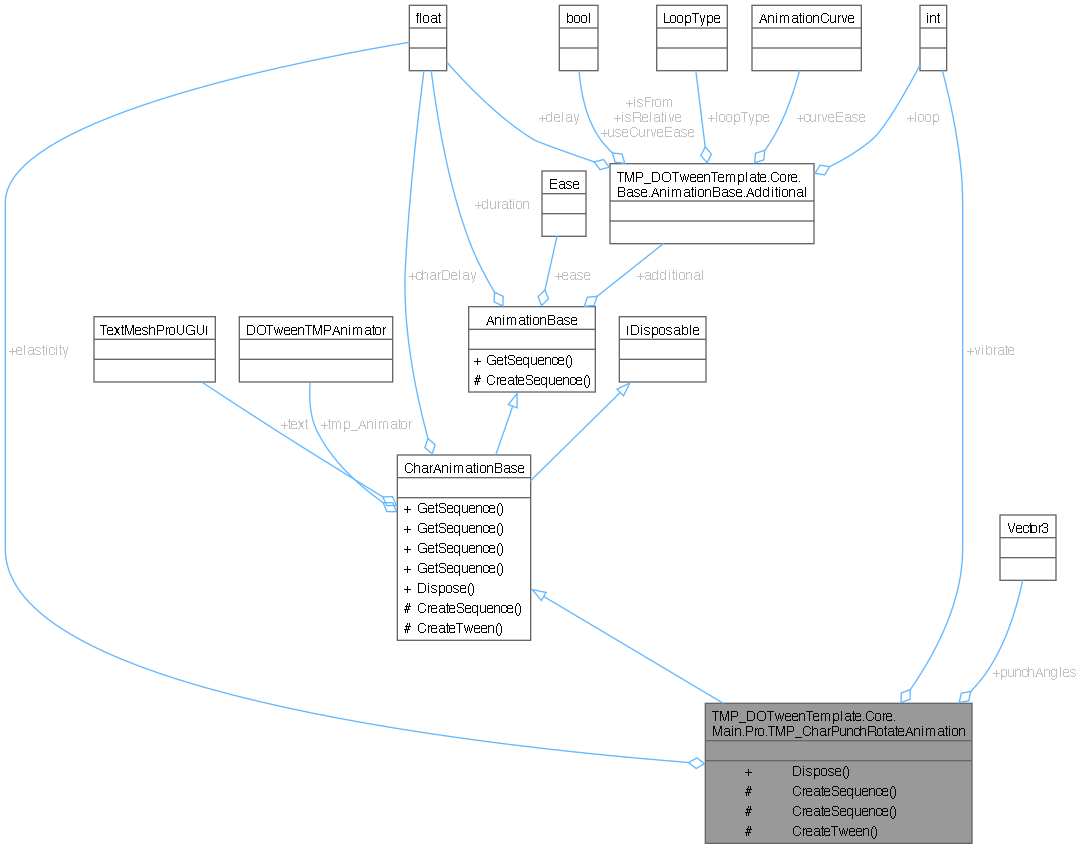 float
bool
LoopType
AnimationCurve
int
+delay
+isFrom
+isRelative
+useCurveEase
+loopType
+curveEase
+loop
TMP_DOTweenTemplate.Core.
Base.AnimationBase.Additional
Ease
+duration
+charDelay
+ease
+additional
TextMeshProUGUI
DOTweenTMPAnimator
AnimationBase
+ GetSequence()
# CreateSequence()
IDisposable
+elasticity
+vibrate
+text
+tmp_Animator
CharAnimationBase
+ GetSequence()
+ GetSequence()
+ GetSequence()
+ GetSequence()
+ Dispose()
# CreateSequence()
# CreateTween()
Vector3
+punchAngles
TMP_DOTweenTemplate.Core.
Main.Pro.TMP_CharPunchRotateAnimation
+ Dispose()
# CreateSequence()
# CreateSequence()
# CreateTween()